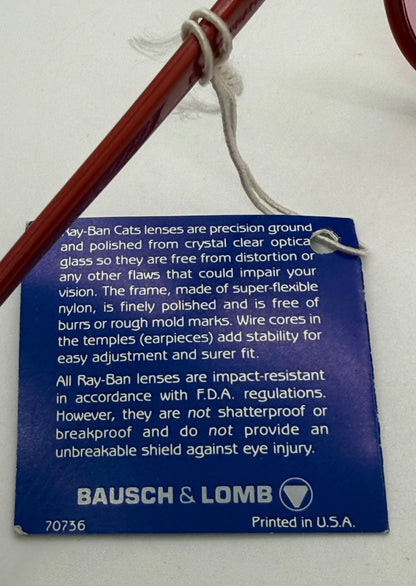 Ray-Ban Cats lenses are precision ground
and polished from crystal clear optical
glass so they are free from distortion or
any other flaws that could impair your
vision. The frame, made of super-flexible
nylon, is finely polished and is free of
burrs or rough mold marks. Wire cores in
the temples (earpieces) add stability for
easy adjustment and surer fit.
All Ray-Ban lenses are impact-resistant
in accordance with F.D.A. regulations.
However, they are not shatterproof or
breakproof and do not provide an
unbreakable shield against eye injury.
BAUSCH & LOMB
70736 Printed in U.S.A.